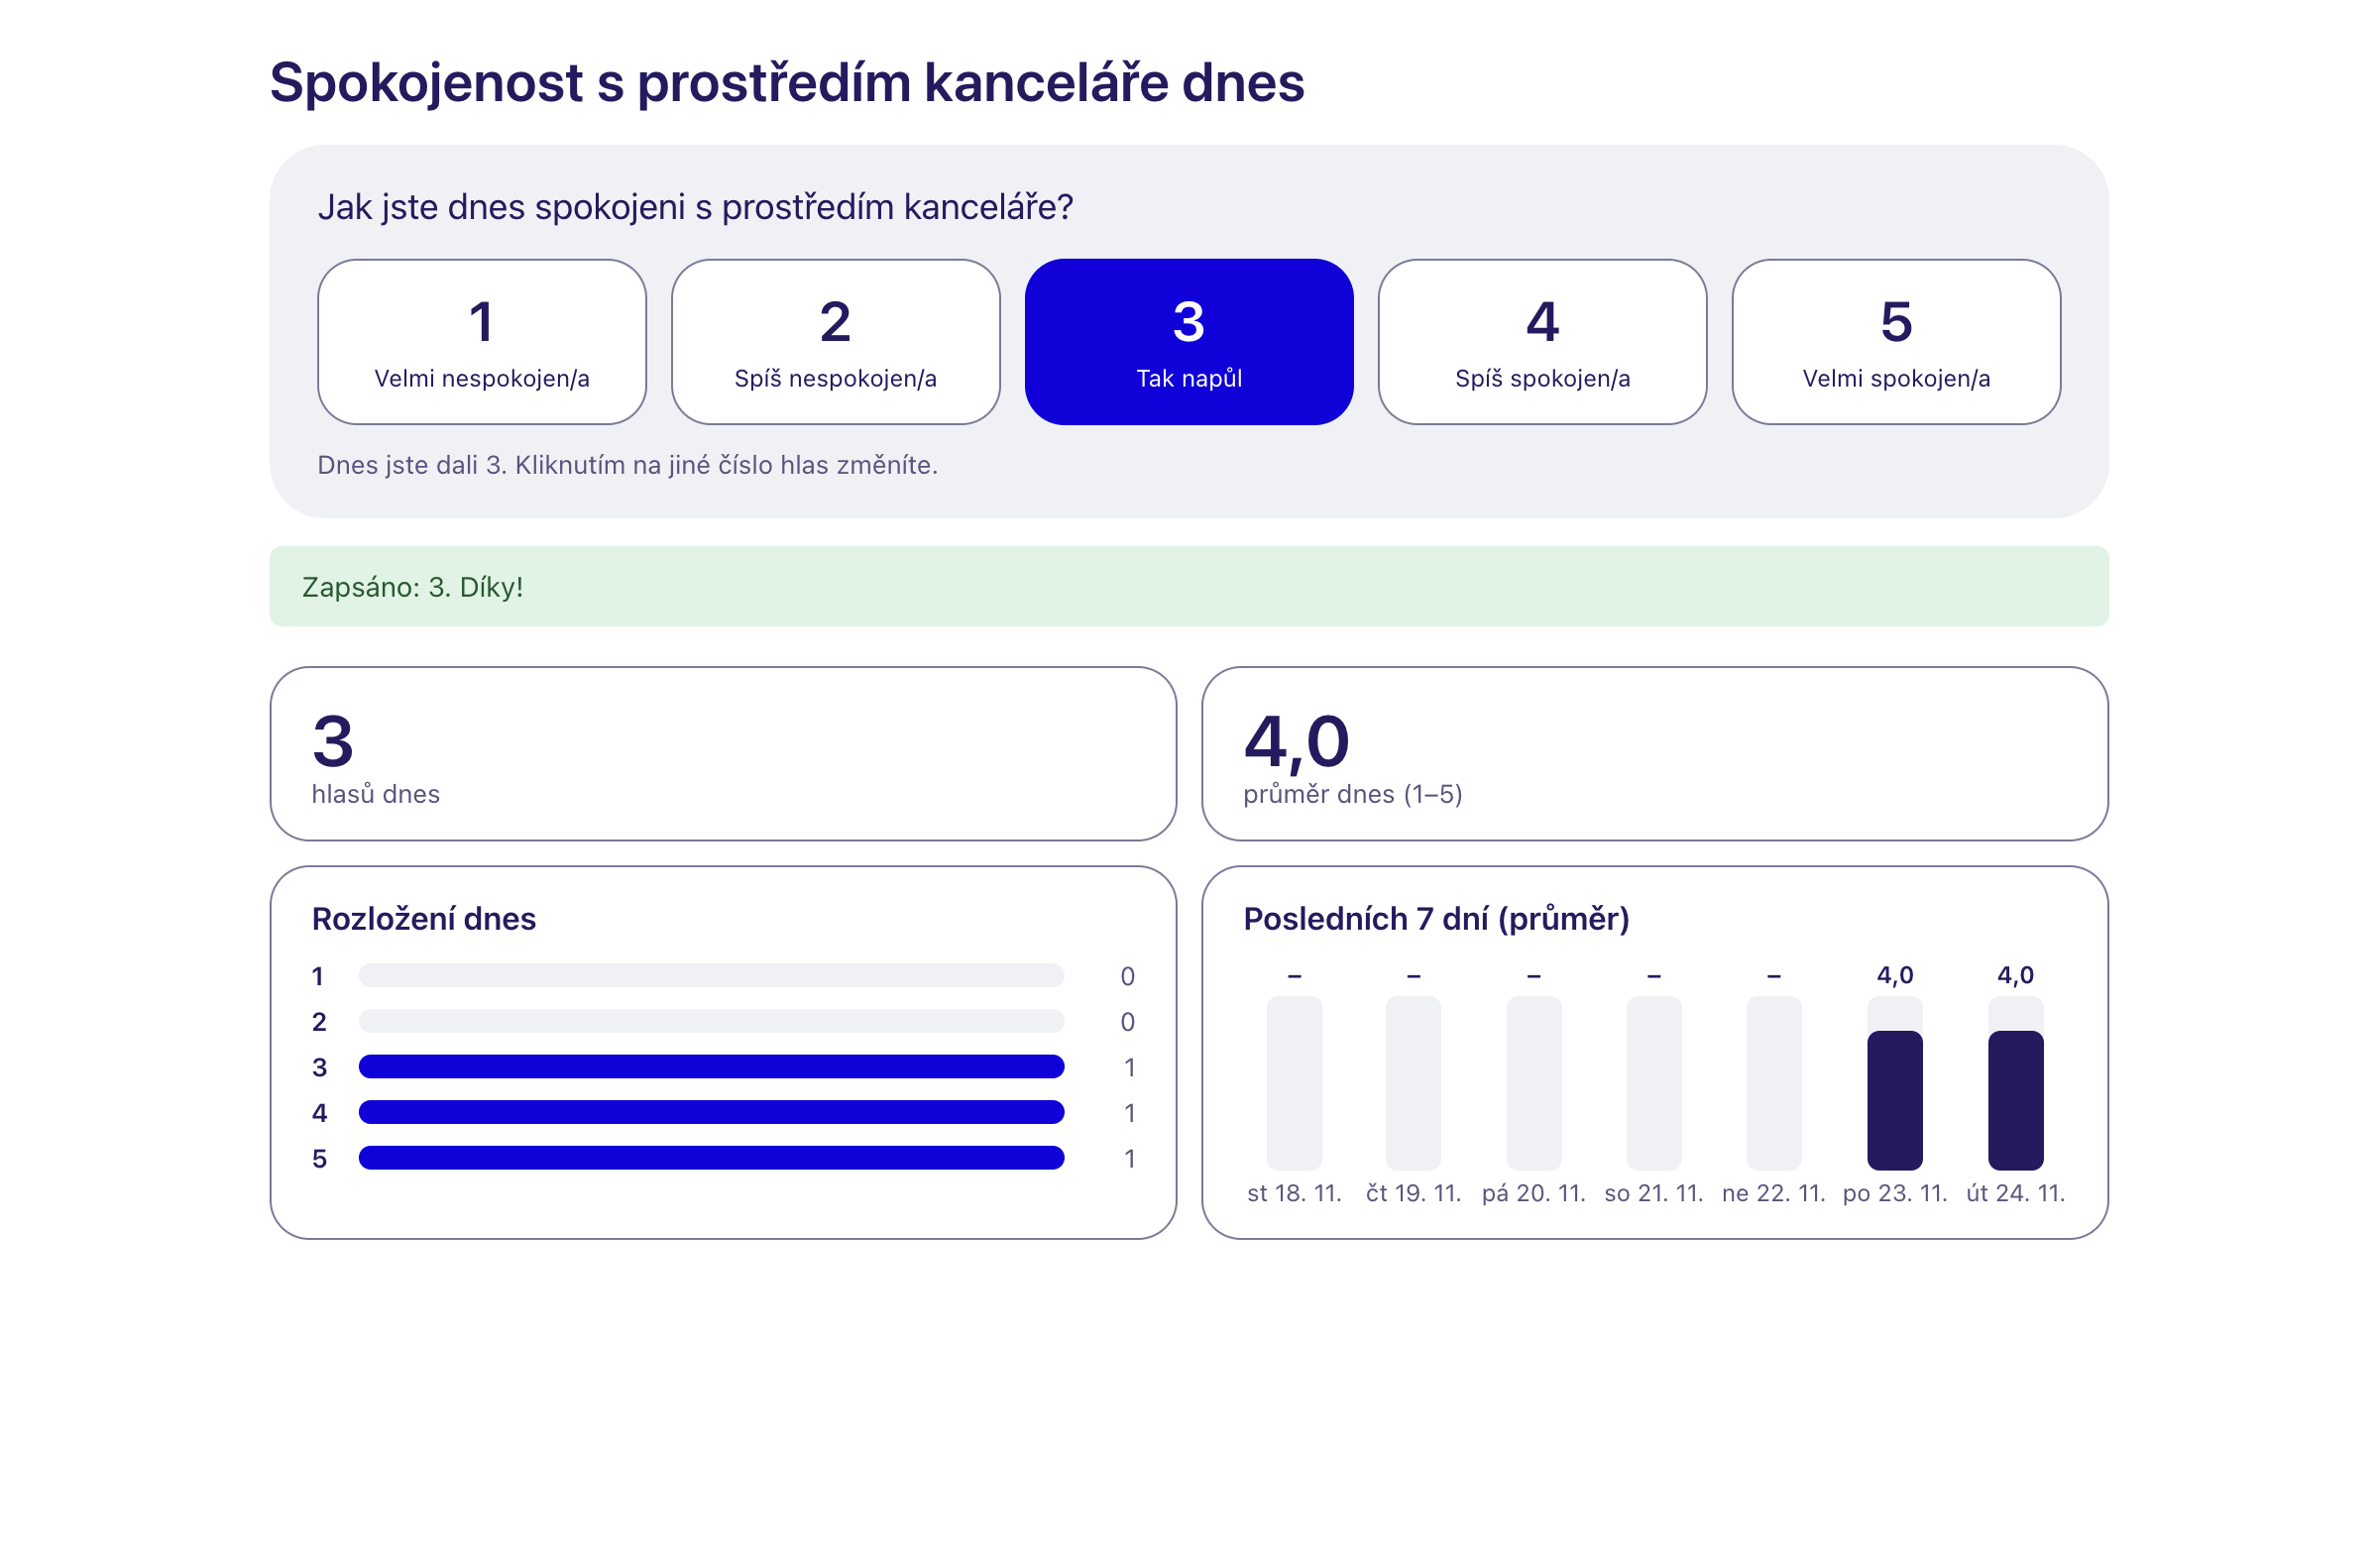 Spokojenost s prostředím kanceláře dnes
Jak jste dnes spokojeni s prostředím kanceláře?
1
Velmi nespokojen/a
2
Spíš nespokojen/a
3
Tak napůl
4
Spíš spokojen/a
5
Velmi spokojen/a
Dnes jste dali 3. Kliknutím na jiné číslo hlas změníte.
Zapsáno: 3. Díky!
3
hlasů dnes
4,0
průměr dnes (1–5)
Rozložení dnes
1 0
2 0
3 1
4 1
5 1
Posledních 7 dní (průměr)
– – – – – 4,0 4,0
st 18. 11. čt 19. 11. pá 20. 11. so 21. 11. ne 22. 11. po 23. 11. út 24. 11.